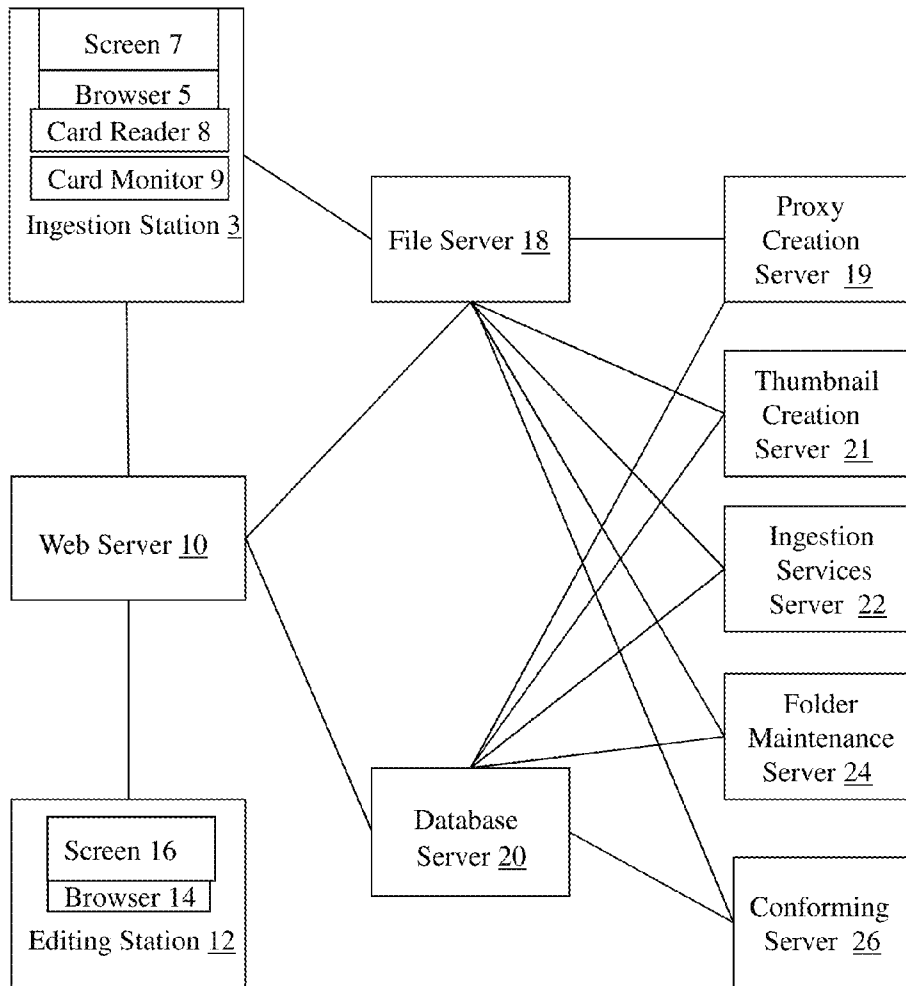 Screen 7
Browser 5
Card Reader 8
Card Monitor 9
Ingestion Station 3
File Server 18
Proxy
Creation
Server 19
Thumbnail
Creation
Server 21
Web Server 10
Ingestion
Services
Server 22
Folder
Maintenance
Server 24
Database
Server 20
Screen 16
Browser 14
Editing Station 12
Conforming
Server 26